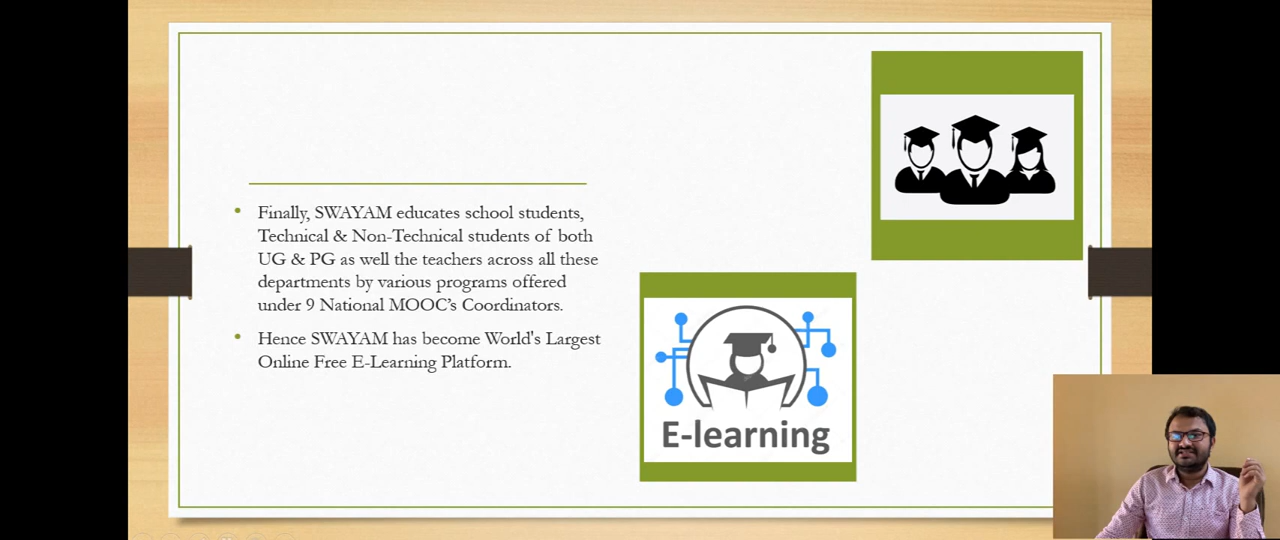 Finally, SWAYAM educates school students,
Technical & Non-Technical students of both
UG & PG as well the teachers across all these
departments by various programs offered
under 9 National MOOC's Coordinators.
Hence SWAYAM has become World's Largest
Online Free E-Learning Platform.
E-learning